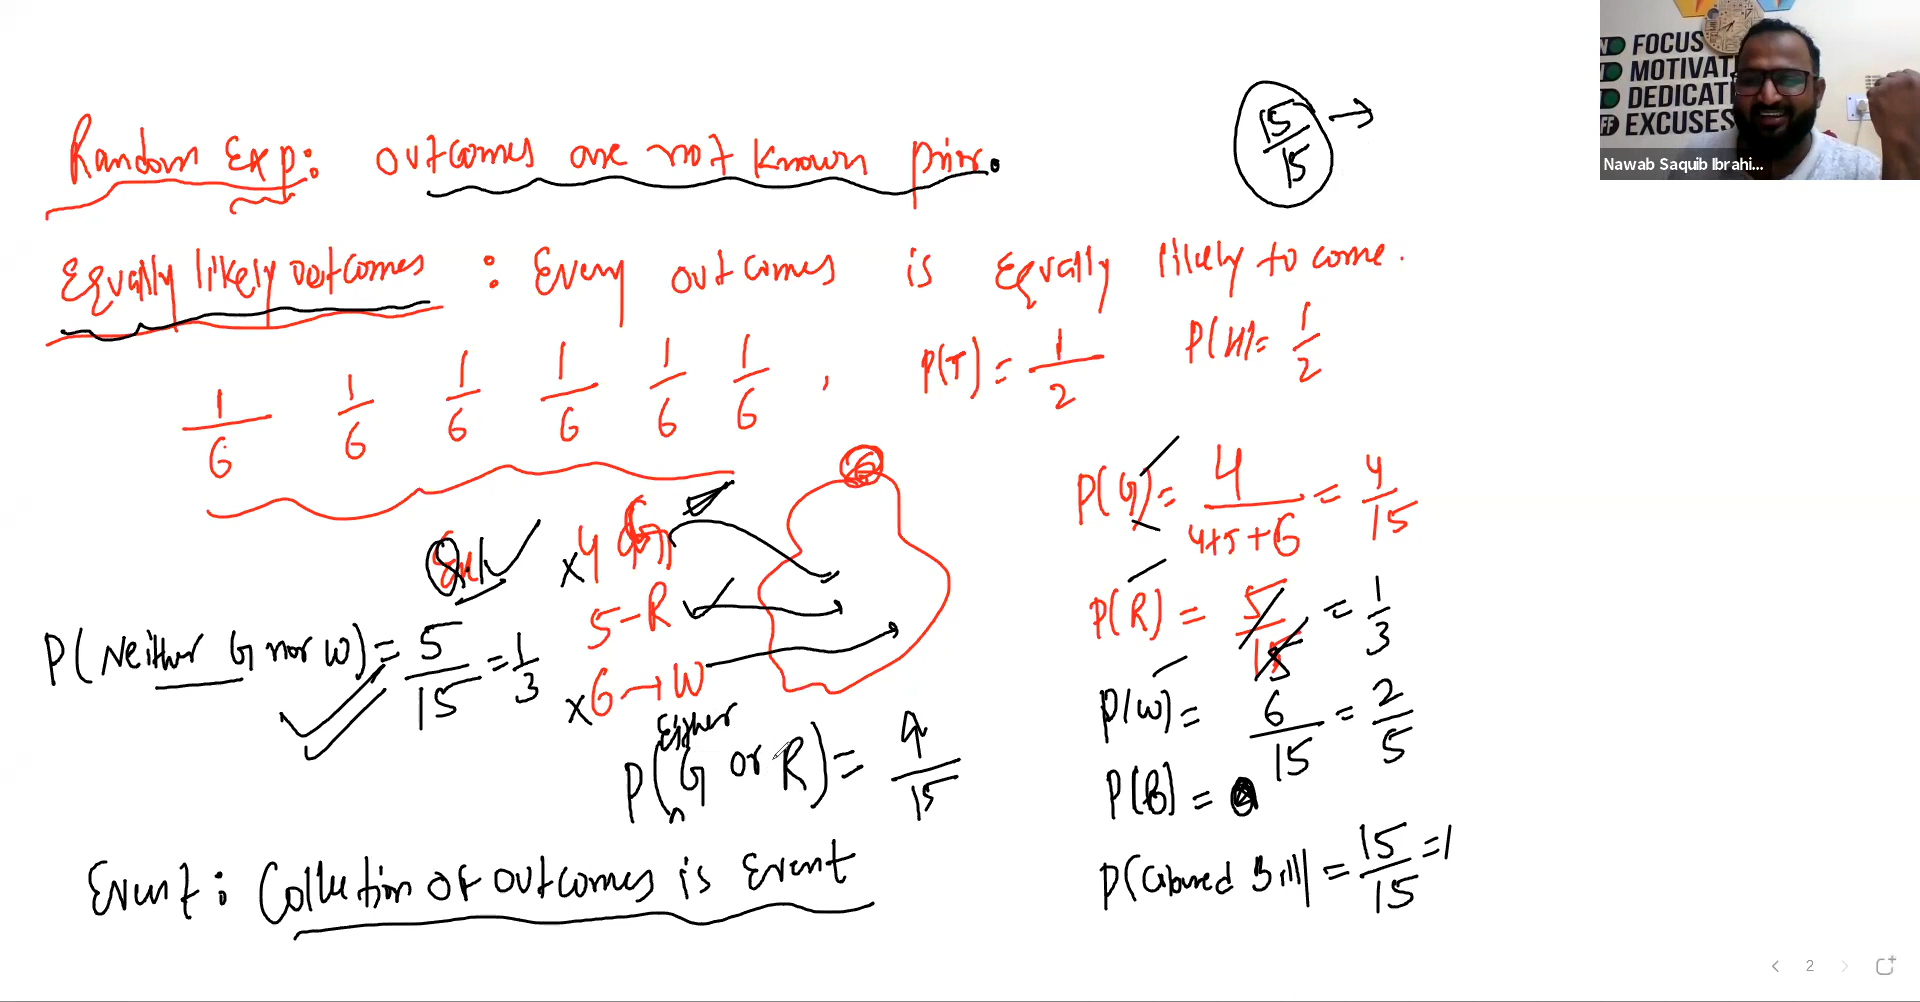 Random Exp: outcomes are not known prior.
15/15 →
Equally likely outcomes : Every outcomes is Equally likely to come.
1/6 1/6 1/6 1/6 1/6 1/6 , P(T) = 1/2 P(H) = 1/2
G
P(G) = 4/(4+5+6) = 4/15
×4 G
5-R
×6→W
P(R) = 5/15 = 1/3
P(Neither G nor W) = 5/15 = 1/3
P(W) = 6/15 = 2/5
Either
P(G or R) = 9/15
P(B) =
P(Coloured Ball) = 15/15 = 1
Event: Collection of outcomes is Event
FOCUS
MOTIVAT
DEDICATI
FF EXCUSES
Nawab Saquib Ibrahi...
2